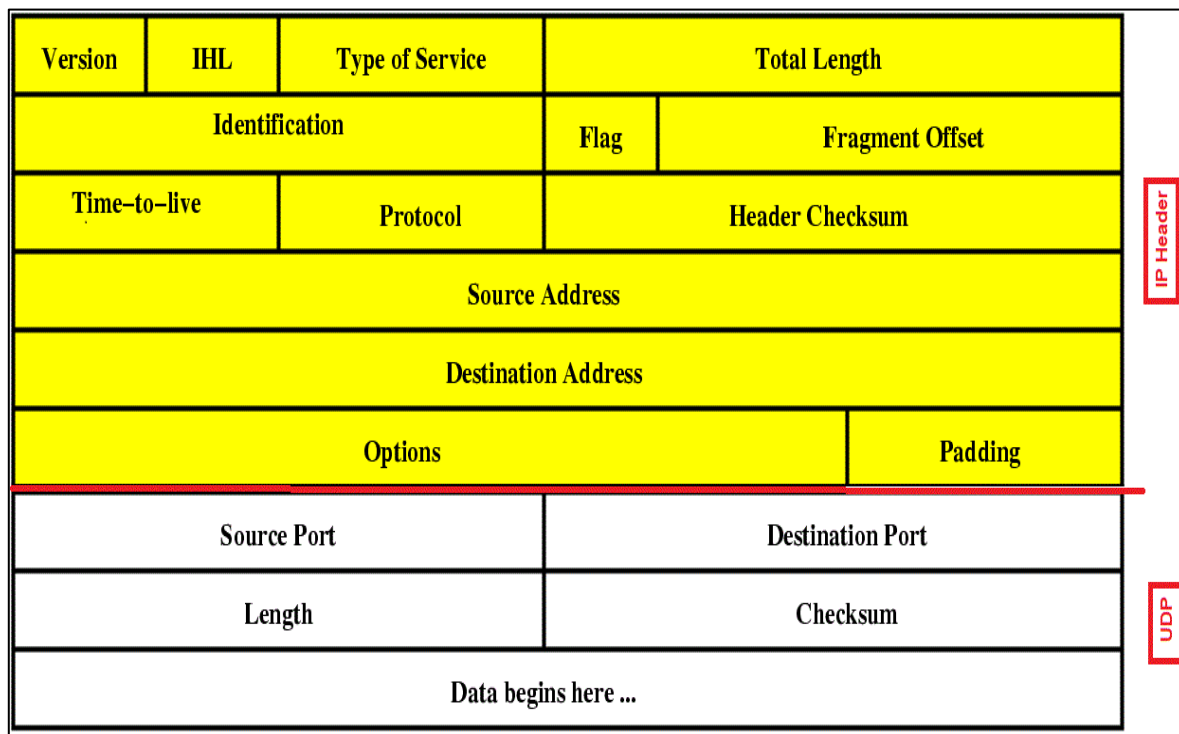 Version IHL Type of Service Total Length
Identification Flag Fragment Offset
Time-to-live Protocol Header Checksum
Source Address
Destination Address
Options Padding
IP Header
Source Port Destination Port
Length Checksum
Data begins here ...
UDP